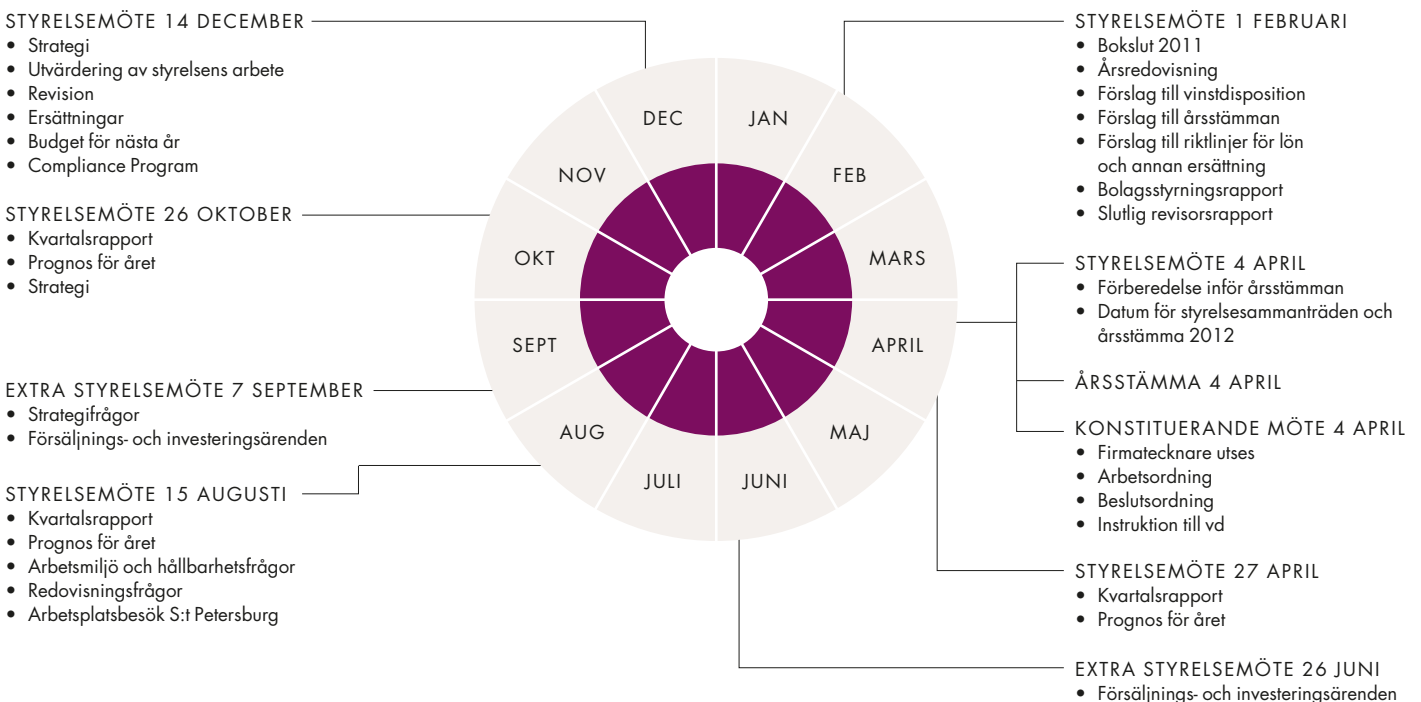 STYRELSEMÖTE 14 DECEMBER
• Strategi
• Utvärdering av styrelsens arbete
• Revision
• Ersättningar
• Budget för nästa år
• Compliance Program
STYRELSEMÖTE 26 OKTOBER
• Kvartalsrapport
• Prognos för året
• Strategi
EXTRA STYRELSEMÖTE 7 SEPTEMBER
• Strategifrågor
• Försäljnings- och investeringsärenden
STYRELSEMÖTE 15 AUGUSTI
• Kvartalsrapport
• Prognos för året
• Arbetsmiljö och hållbarhetsfrågor
• Redovisningsfrågor
• Arbetsplatsbesök S:t Petersburg
JAN
FEB
MARS
APRIL
MAJ
JUNI
JULI
AUG
SEPT
OKT
NOV
DEC
STYRELSEMÖTE 1 FEBRUARI
• Bokslut 2011
• Årsredovisning
• Förslag till vinstdisposition
• Förslag till årsstämman
• Förslag till riktlinjer för lön
och annan ersättning
• Bolagsstyrningsrapport
• Slutlig revisorsrapport
STYRELSEMÖTE 4 APRIL
• Förberedelse inför årsstämman
• Datum för styrelsesammanträden och
årsstämma 2012
ÅRSSTÄMMA 4 APRIL
KONSTITUERANDE MÖTE 4 APRIL
• Firmatecknare utses
• Arbetsordning
• Beslutsordning
• Instruktion till vd
STYRELSEMÖTE 27 APRIL
• Kvartalsrapport
• Prognos för året
EXTRA STYRELSEMÖTE 26 JUNI
• Försäljnings- och investeringsärenden